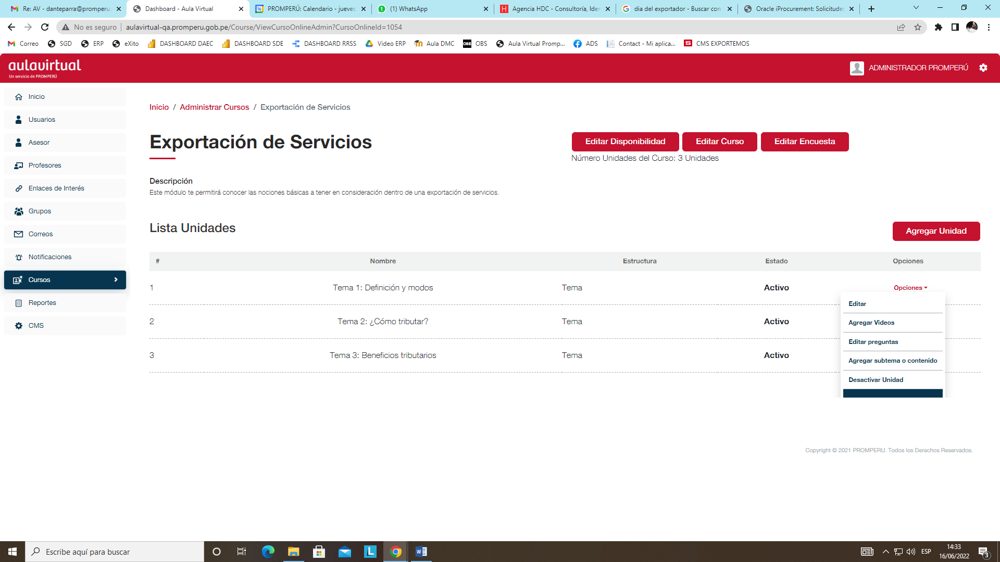 Re: AV - danteparra@promperu.
Dashboard - Aula Virtual
PROMPERÚ: Calendario - jueves
(1) WhatsApp
Agencia HDC - Consultoría, Iden
dia del exportador - Buscar con
Oracle iProcurement: Solicitudes
No es seguro
aulavirtual-qa.promperu.gob.pe/Course/ViewCursoOnlineAdmin?CursoOnlineId=1054
Correo
SGD
ERP
eXito
DASHBOARD DAEC
DASHBOARD SDE
DASHBOARD RRSS
Video ERP
Aula DMC
OBS
Aula Virtual Promp...
ADS
Contact - Mi aplica...
CMS EXPORTEMOS
aulavirtual
Un servicio de PROMPERÚ
ADMINISTRADOR PROMPERÚ
Inicio
Usuarios
Asesor
Profesores
Enlaces de Interés
Grupos
Correos
Notificaciones
Cursos
Reportes
CMS
Inicio / Administrar Cursos / Exportación de Servicios
Exportación de Servicios
Editar Disponibilidad
Editar Curso
Editar Encuesta
Número Unidades del Curso: 3 Unidades
Descripción
Este módulo te permitirá conocer las nociones básicas a tener en consideración dentro de una exportación de servicios.
Lista Unidades
Agregar Unidad
# Nombre Estructura Estado Opciones
1 Tema 1: Definición y modos Tema Activo Opciones
2 Tema 2: ¿Cómo tributar? Tema Activo
3 Tema 3: Beneficios tributarios Tema Activo
Editar
Agregar Videos
Editar preguntas
Agregar subtema o contenido
Desactivar Unidad
Copyright © 2021 PROMPERU. Todos los Derechos Reservados.
Escribe aquí para buscar
ESP
14:33
16/06/2022
3